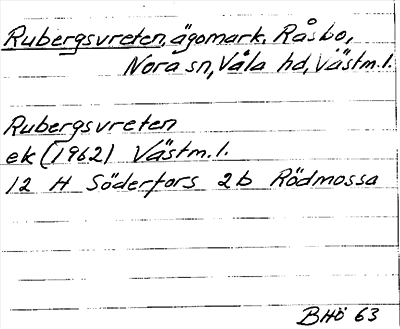 Rubergsvreten, ägomark, Råsbo,
Nora sn, Våla hd, Västm.l.
Rubergsvreten
ek (1962) Västm.l.
12 H Söderfors 2b Rödmossa
BHö 63